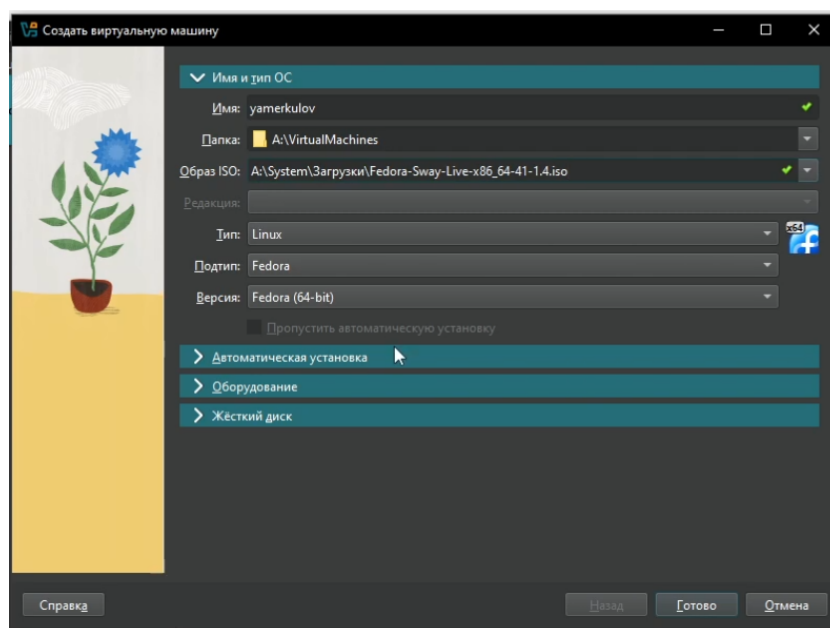 Создать виртуальную машину
Имя и тип ОС
Имя: yamerkulov
Папка: A:\VirtualMachines
Образ ISO: A:\System\Загрузки\Fedora-Sway-Live-x86_64-41-1.4.iso
Редакция:
Тип: Linux
x64
Подтип: Fedora
Версия: Fedora (64-bit)
Пропустить автоматическую установку
Автоматическая установка
Оборудование
Жёсткий диск
Справка Назад Готово Отмена